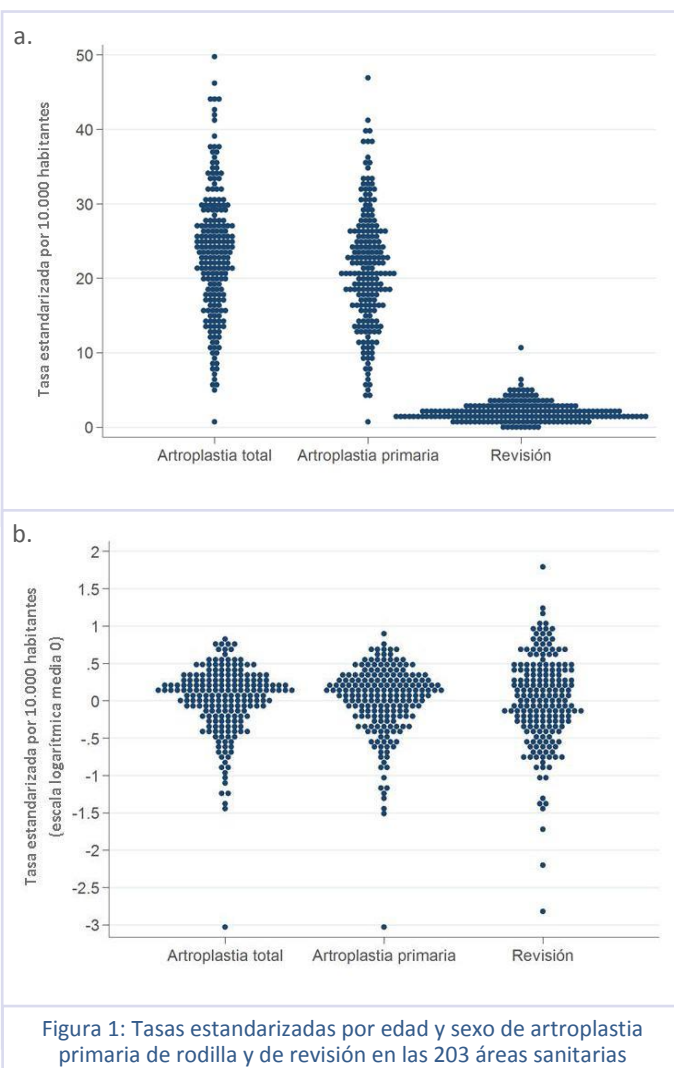 a.
Tasa estandarizada por 10.000 habitantes
50
40
30
20
10
0
Artroplastia total
Artroplastia primaria
Revisión
b.
Tasa estandarizada por 10.000 habitantes
(escala logarítmica media 0)
2
1.5
1
.5
0
-.5
-1
-1.5
-2
-2.5
-3
Artroplastia total
Artroplastia primaria
Revisión
Figura 1: Tasas estandarizadas por edad y sexo de artroplastia
primaria de rodilla y de revisión en las 203 áreas sanitarias